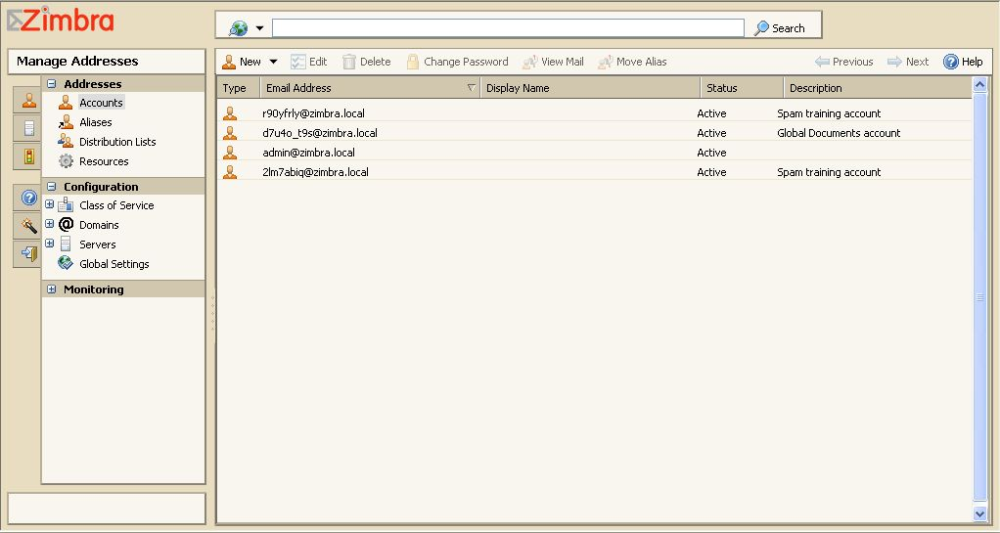 Zimbra
Search
Manage Addresses
New Edit Delete Change Password View Mail Move Alias Previous Next Help
Addresses
Accounts
Aliases
Distribution Lists
Resources
Configuration
Class of Service
Domains
Servers
Global Settings
Monitoring
Type Email Address Display Name Status Description
r90yfrly@zimbra.local Active Spam training account
d7u4o_t9s@zimbra.local Active Global Documents account
admin@zimbra.local Active
2lm7abiq@zimbra.local Active Spam training account